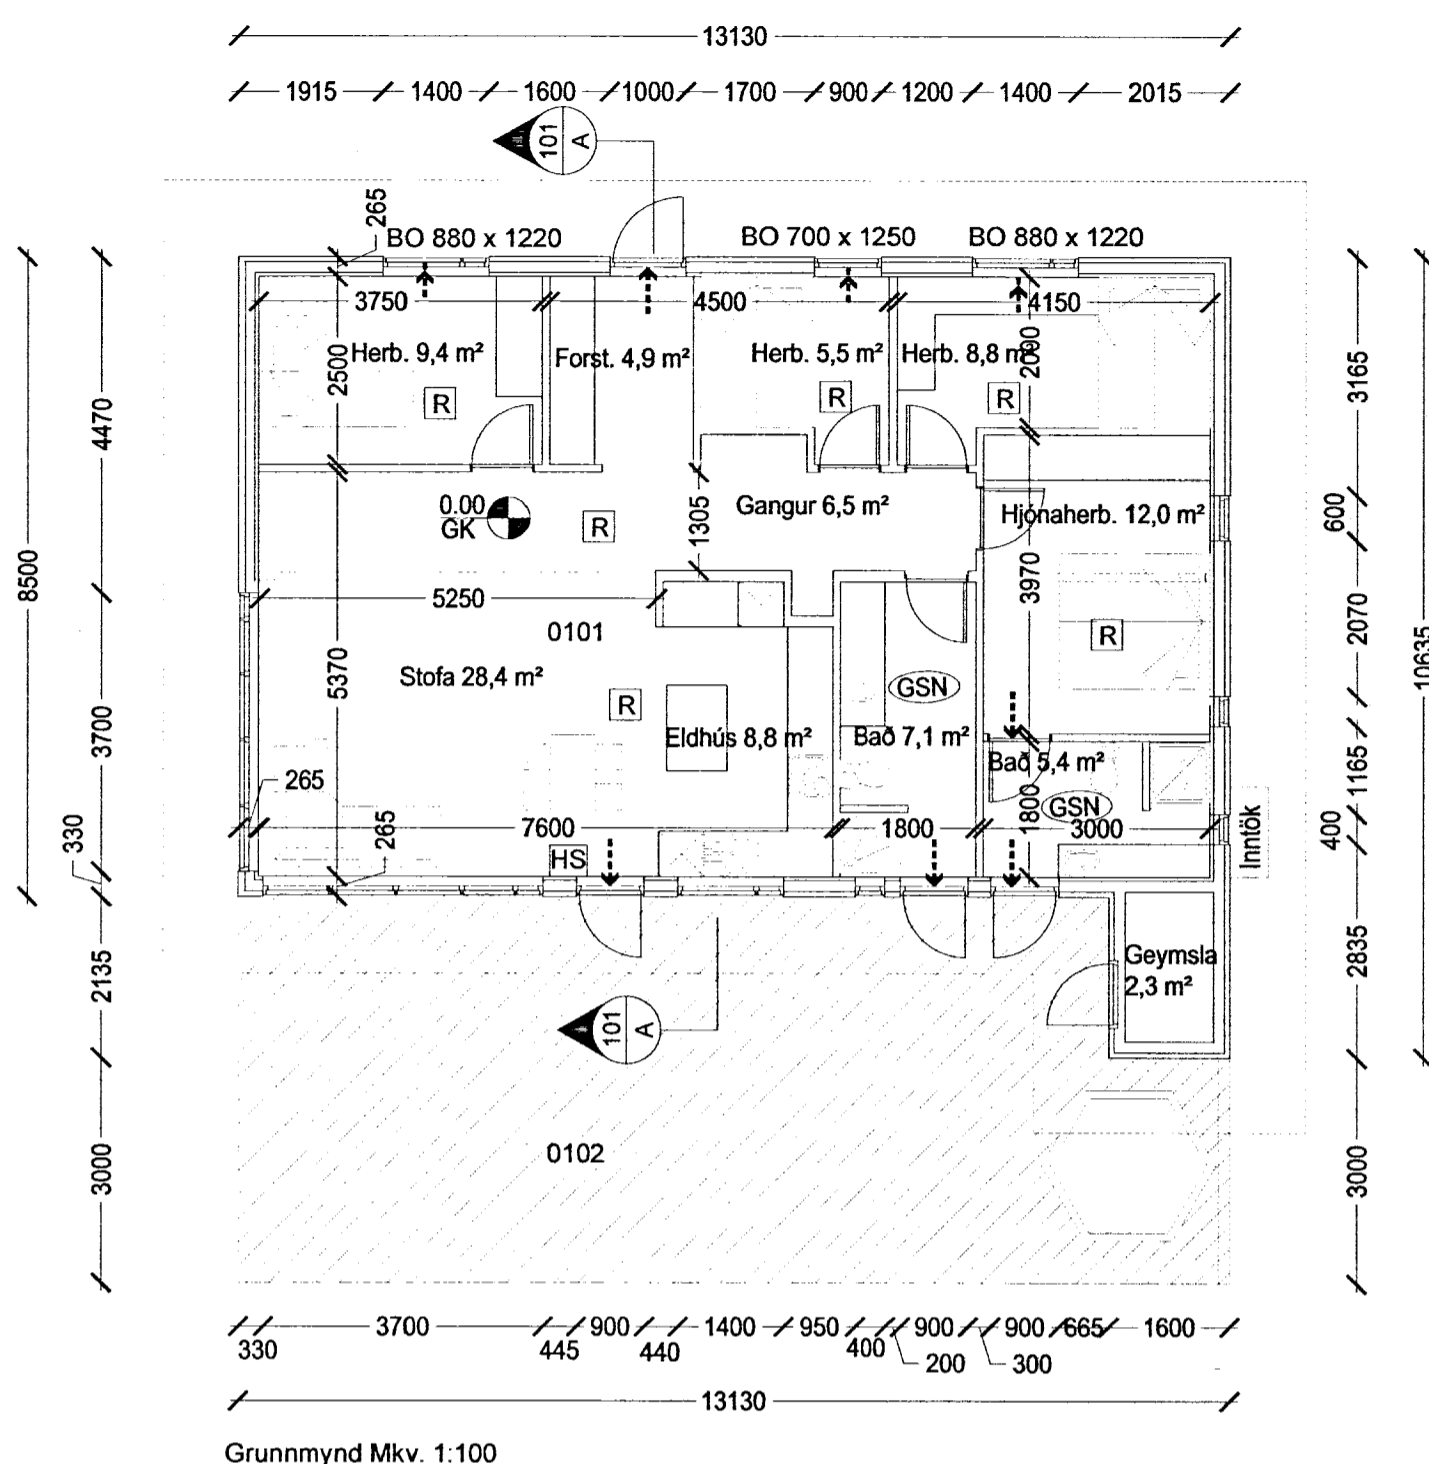 13130
1915 1400 1600 1000 1700 900 1200 1400 2015
101 A
265
BO 880 x 1220 BO 700 x 1250 BO 880 x 1220
3750 4500 4150
Herb. 9,4 m² Forst. 4,9 m² Herb. 5,5 m² Herb. 8,8 m²
2500 2090
R R R
4470 3165
8500
0.00
GK
R
1305
Gangur 6,5 m²
Hjónaherb. 12,0 m²
600
5250
3970
0101
R
2070
10635
5370
Stofa 28,4 m²
R
GSN
3700
Eldhús 8,8 m² Bað 7,1 m² Bað 5,4 m²
265
1165
GSN
1800
330
265
7600 1800 3000
400
Inntök
HS
2135
Geymsla
2,3 m²
2835
101 A
3000
0102
3000
330 3700 445 900 440 1400 950 400 200 900 300 900 665 1600
13130
Grunnmynd Mkv. 1:100